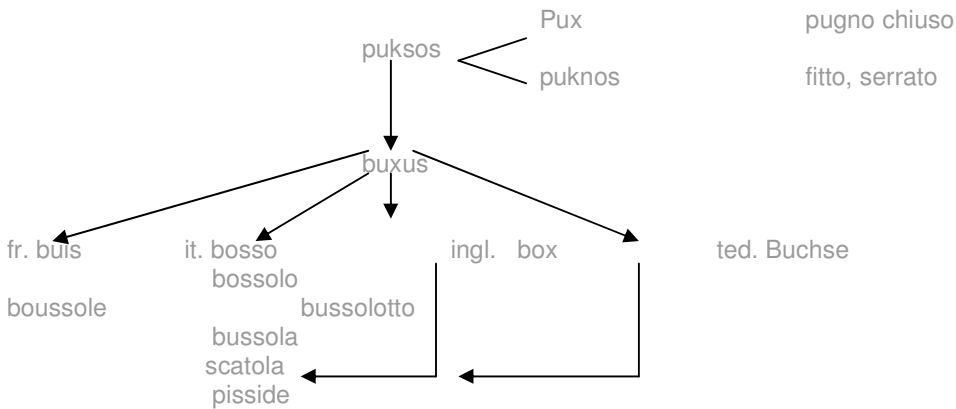 Pux pugno chiuso
puksos
puknos fitto, serrato
buxus
fr. buis it. bosso ingl. box ted. Buchse
bossolo
boussole bussolotto
bussola
scatola
pisside